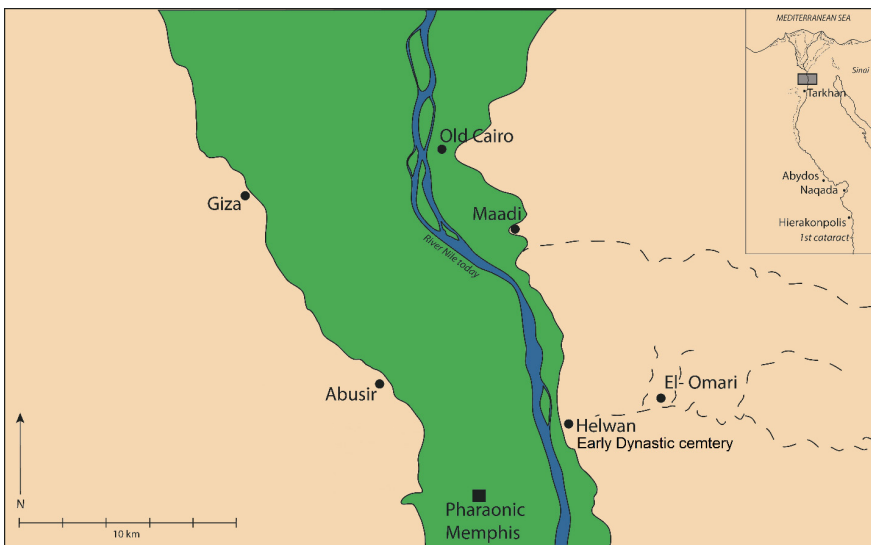 MEDITERRANEAN SEA
Sinai
Tarkhan
Abydos
Naqada
Hierakonpolis
1st cataract
Old Cairo
Giza
Maadi
River Nile today
El- Omari
Abusir
Helwan
Early Dynastic cemtery
N
Pharaonic
Memphis
10 km